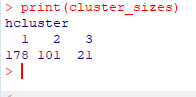 > print(cluster_sizes)
hcluster
1 2 3
178 101 21
>